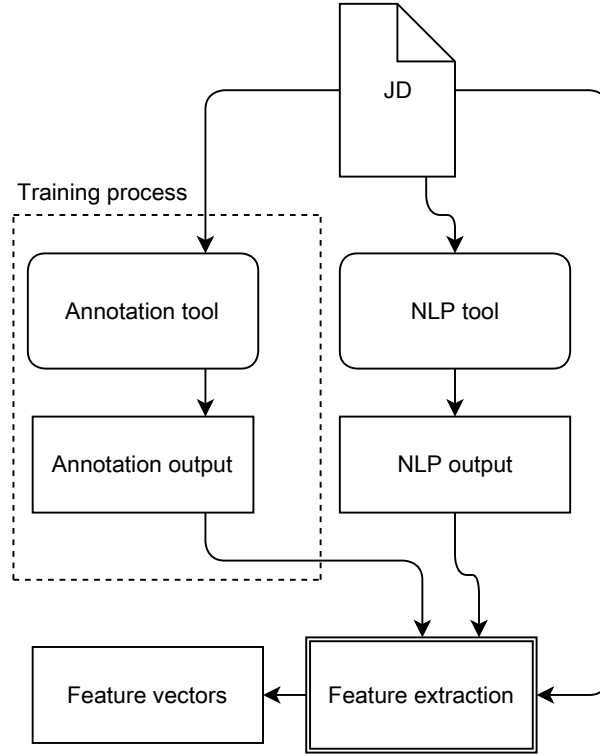 JD
Training process
Annotation tool
NLP tool
Annotation output
NLP output
Feature vectors
Feature extraction